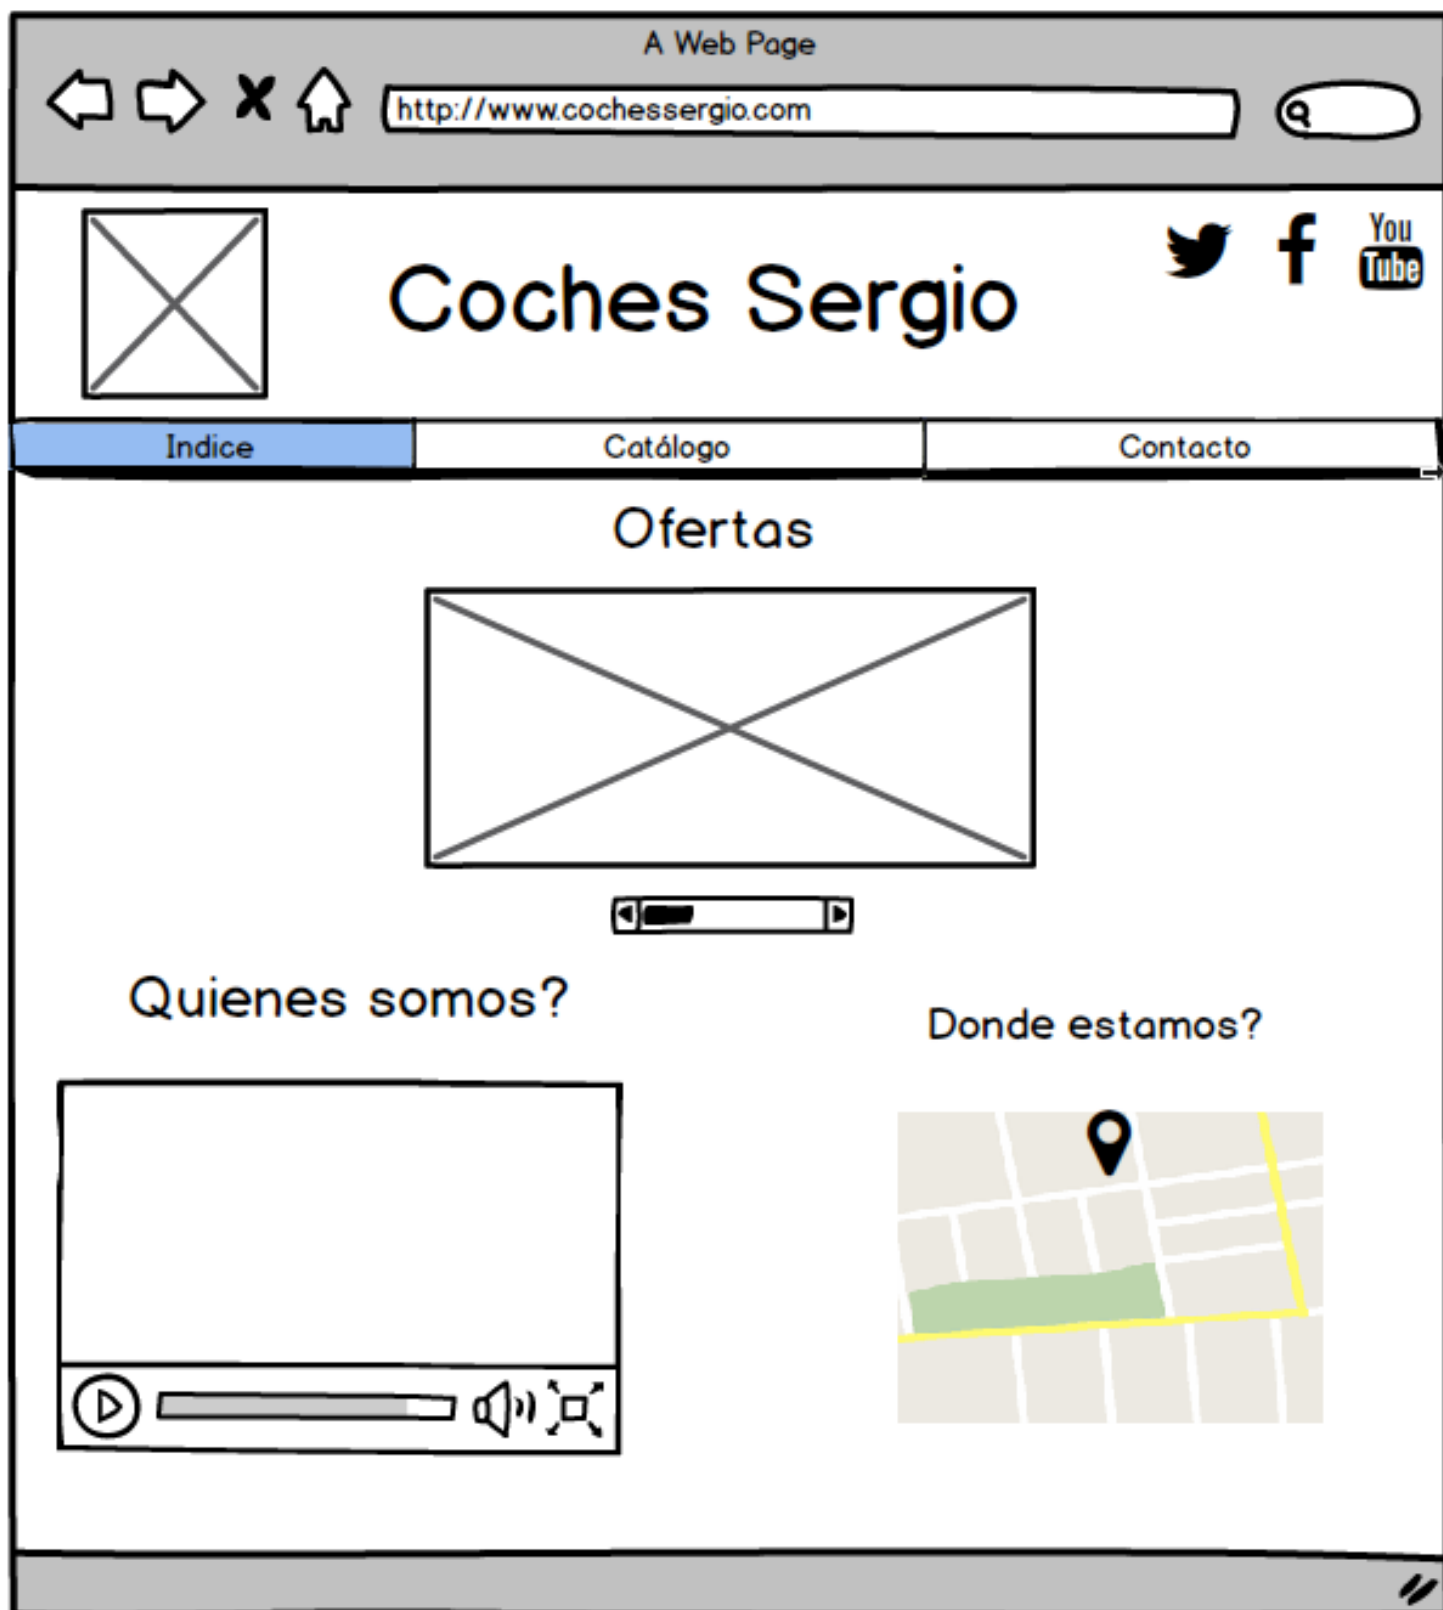 A Web Page
http://www.cochessergio.com
You
Tube
Coches Sergio
Indice
Catálogo
Contacto
Ofertas
Quienes somos?
Donde estamos?